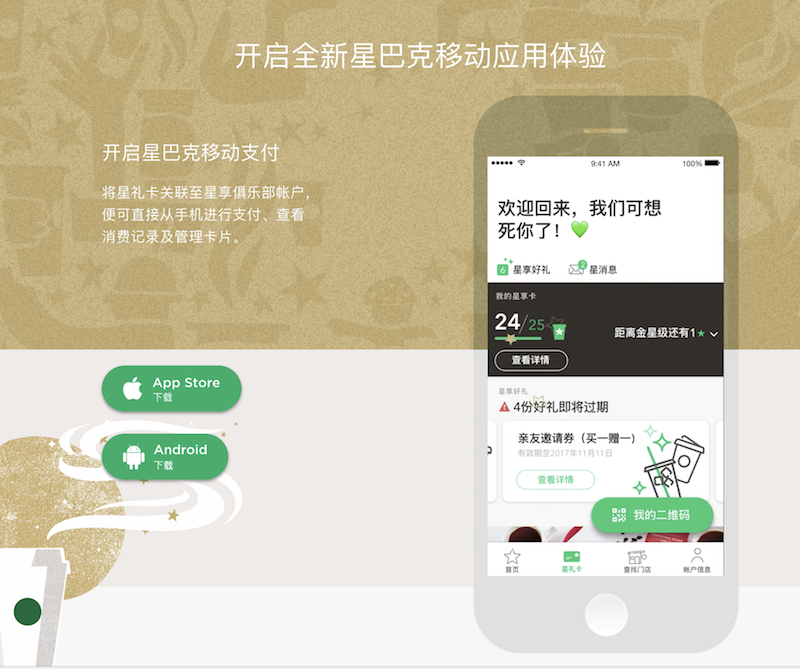 开启全新星巴克移动应用体验
开启星巴克移动支付
将星礼卡关联至星享俱乐部帐户，
便可直接从手机进行支付、查看
消费记录及管理卡片。
App Store
下载
Android
下载
9:41 AM
100%
欢迎回来，我们可想
死你了！
6 星享好礼
2 星消息
我的星享卡
24/25
距离金星级还有1★
查看详情
星享好礼
4份好礼即将过期
亲友邀请券（买一赠一）
有效期至2017年11月11日
查看详情
我的二维码
首页
星礼卡
查找门店
帐户信息